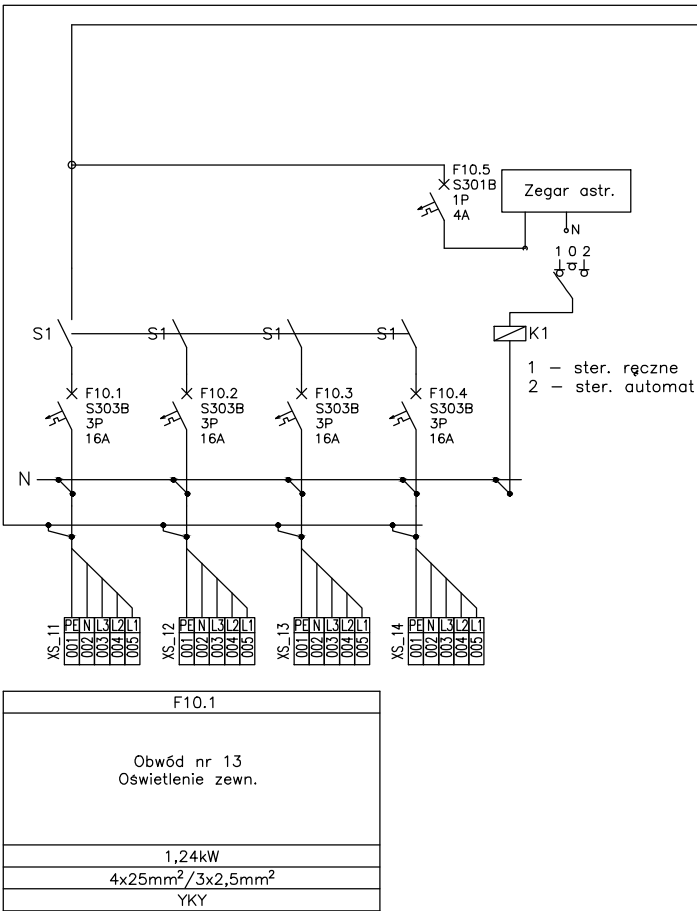 F10.5
S301B
1P
4A
Zegar astr.
N
1 0 2
S1
S1
S1
S1
K1
1 – ster. ręczne
2 – ster. automat
F10.1
S303B
3P
16A
F10.2
S303B
3P
16A
F10.3
S303B
3P
16A
F10.4
S303B
3P
16A
N
XS_11
PE N L3 L2 L1
001 002 003 004 005
XS_12
PE N L3 L2 L1
001 002 003 004 005
XS_13
PE N L3 L2 L1
001 002 003 004 005
XS_14
PE N L3 L2 L1
001 002 003 004 005
F10.1
Obwód nr 13
Oświetlenie zewn.
1,24kW
4x25mm²/3x2,5mm²
YKY